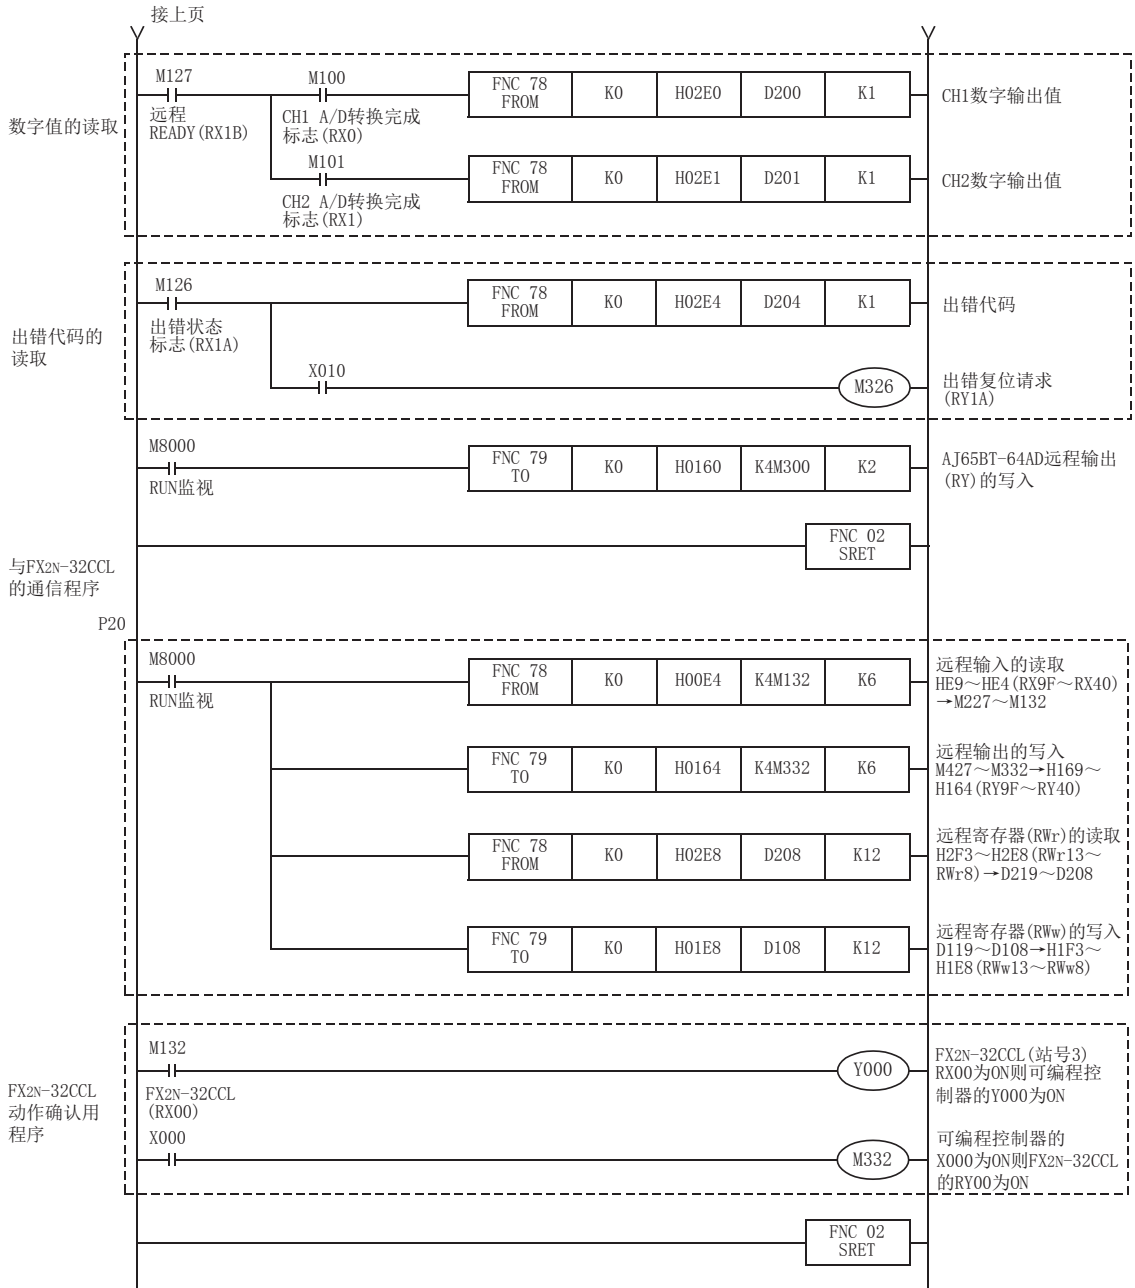 接上页
M127
M100
FNC 78
FROM
K0
H02E0
D200
K1
CH1数字输出值
数字值的读取
远程
READY(RX1B)
CH1 A/D转换完成
标志(RX0)
M101
FNC 78
FROM
K0
H02E1
D201
K1
CH2数字输出值
CH2 A/D转换完成
标志(RX1)
M126
FNC 78
FROM
K0
H02E4
D204
K1
出错代码
出错状态
标志(RX1A)
出错代码的
读取
X010
M326
出错复位请求
(RY1A)
M8000
RUN监视
FNC 79
TO
K0
H0160
K4M300
K2
AJ65BT-64AD远程输出
(RY)的写入
FNC 02
SRET
与FX2N-32CCL
的通信程序
P20
M8000
RUN监视
FNC 78
FROM
K0
H00E4
K4M132
K6
远程输入的读取
HE9～HE4(RX9F～RX40)
→M227～M132
FNC 79
TO
K0
H0164
K4M332
K6
远程输出的写入
M427～M332→H169～
H164(RY9F～RY40)
FNC 78
FROM
K0
H02E8
D208
K12
远程寄存器(RWr)的读取
H2F3～H2E8(RWr13～
RWr8)→D219～D208
FNC 79
TO
K0
H01E8
D108
K12
远程寄存器(RWw)的写入
D119～D108→H1F3～
H1E8(RWw13～RWw8)
M132
FX2N-32CCL
(RX00)
Y000
FX2N-32CCL(站号3)
RX00为ON则可编程控
制器的Y000为ON
FX2N-32CCL
动作确认用
程序
X000
M332
可编程控制器的
X000为ON则FX2N-32CCL
的RY00为ON
FNC 02
SRET